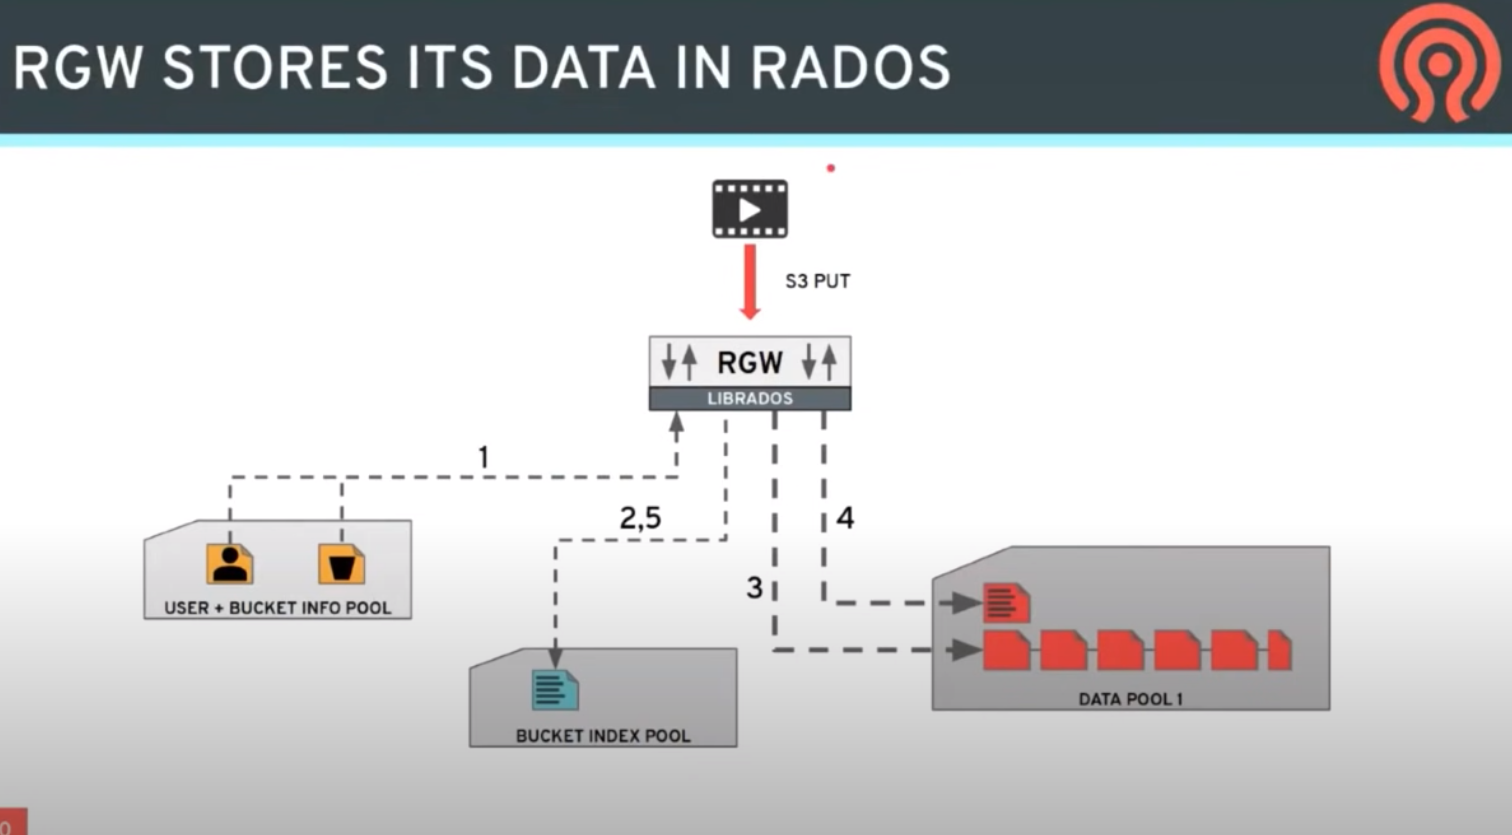 RGW STORES ITS DATA IN RADOS
S3 PUT
RGW
LIBRADOS
1
2,5
4
3
USER + BUCKET INFO POOL
DATA POOL 1
BUCKET INDEX POOL